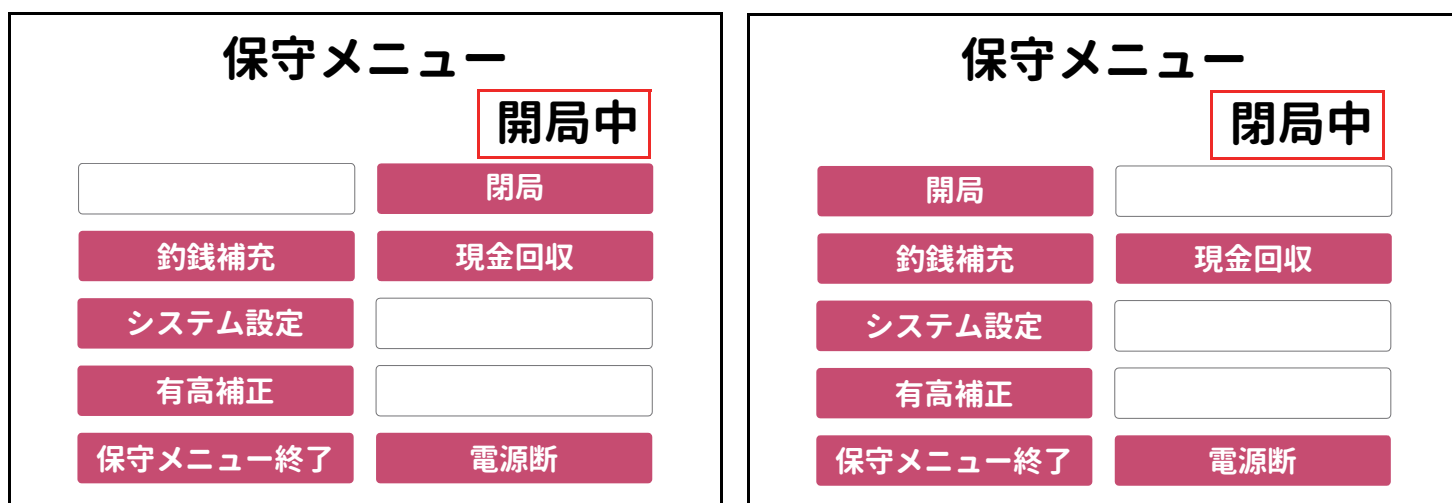 保守メニュー
開局中
閉局
釣銭補充 現金回収
システム設定
有高補正
保守メニュー終了 電源断
保守メニュー
閉局中
開局
釣銭補充 現金回収
システム設定
有高補正
保守メニュー終了 電源断